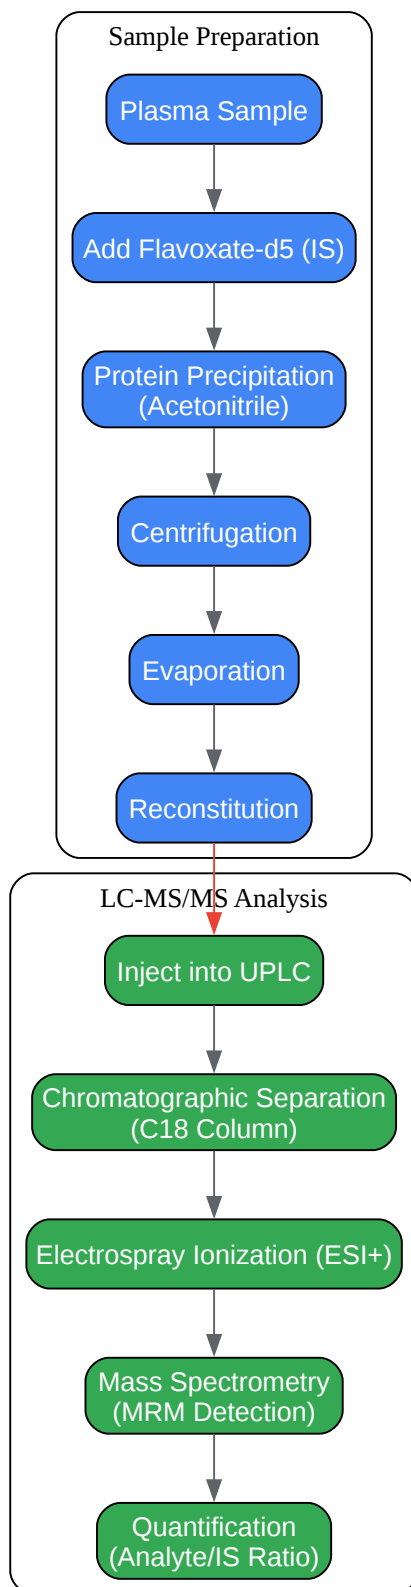 Sample Preparation
Plasma Sample
Add Flavoxate-d5 (IS)
Protein Precipitation
(Acetonitrile)
Centrifugation
Evaporation
Reconstitution
LC-MS/MS Analysis
Inject into UPLC
Chromatographic Separation
(C18 Column)
Electrospray Ionization (ESI+)
Mass Spectrometry
(MRM Detection)
Quantification
(Analyte/IS Ratio)